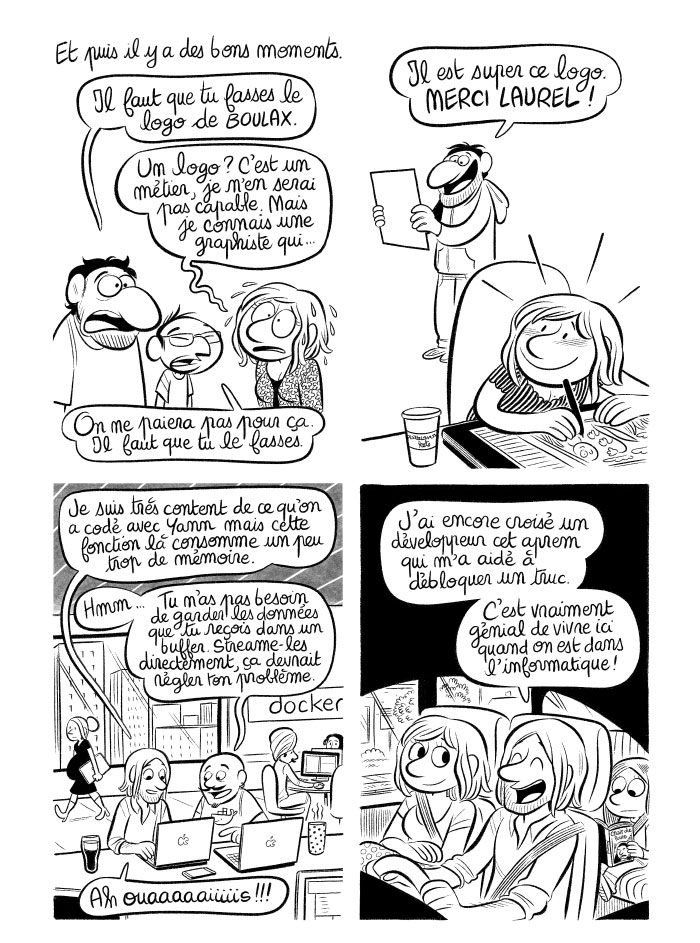 Et puis il y a des bons moments.
Il faut que tu fasses le
logo de BOULAX.
Un logo? C'est un
métier, je n'en serai
pas capable. Mais
je connais une
graphiste qui...
On me paiera pas pour ça.
Il faut que tu le fasses.
Il est super ce logo.
MERCI LAUREL !
Je suis très content de ce qu'on
a codé avec Yann mais cette
fonction là consomme un peu
trop de mémoire.
Hmm... Tu n'as pas besoin
de garder les données
que tu reçois dans un
buffer. Streame-les
directement, ça devrait
régler ton problème.
docker
Ah ouaaaaaiiiiis !!!
J'ai encore croisé un
développeur cet aprem
qui m'a aidé à
débloquer un truc.
C'est vraiment
génial de vivre ici
quand on est dans
l'informatique!